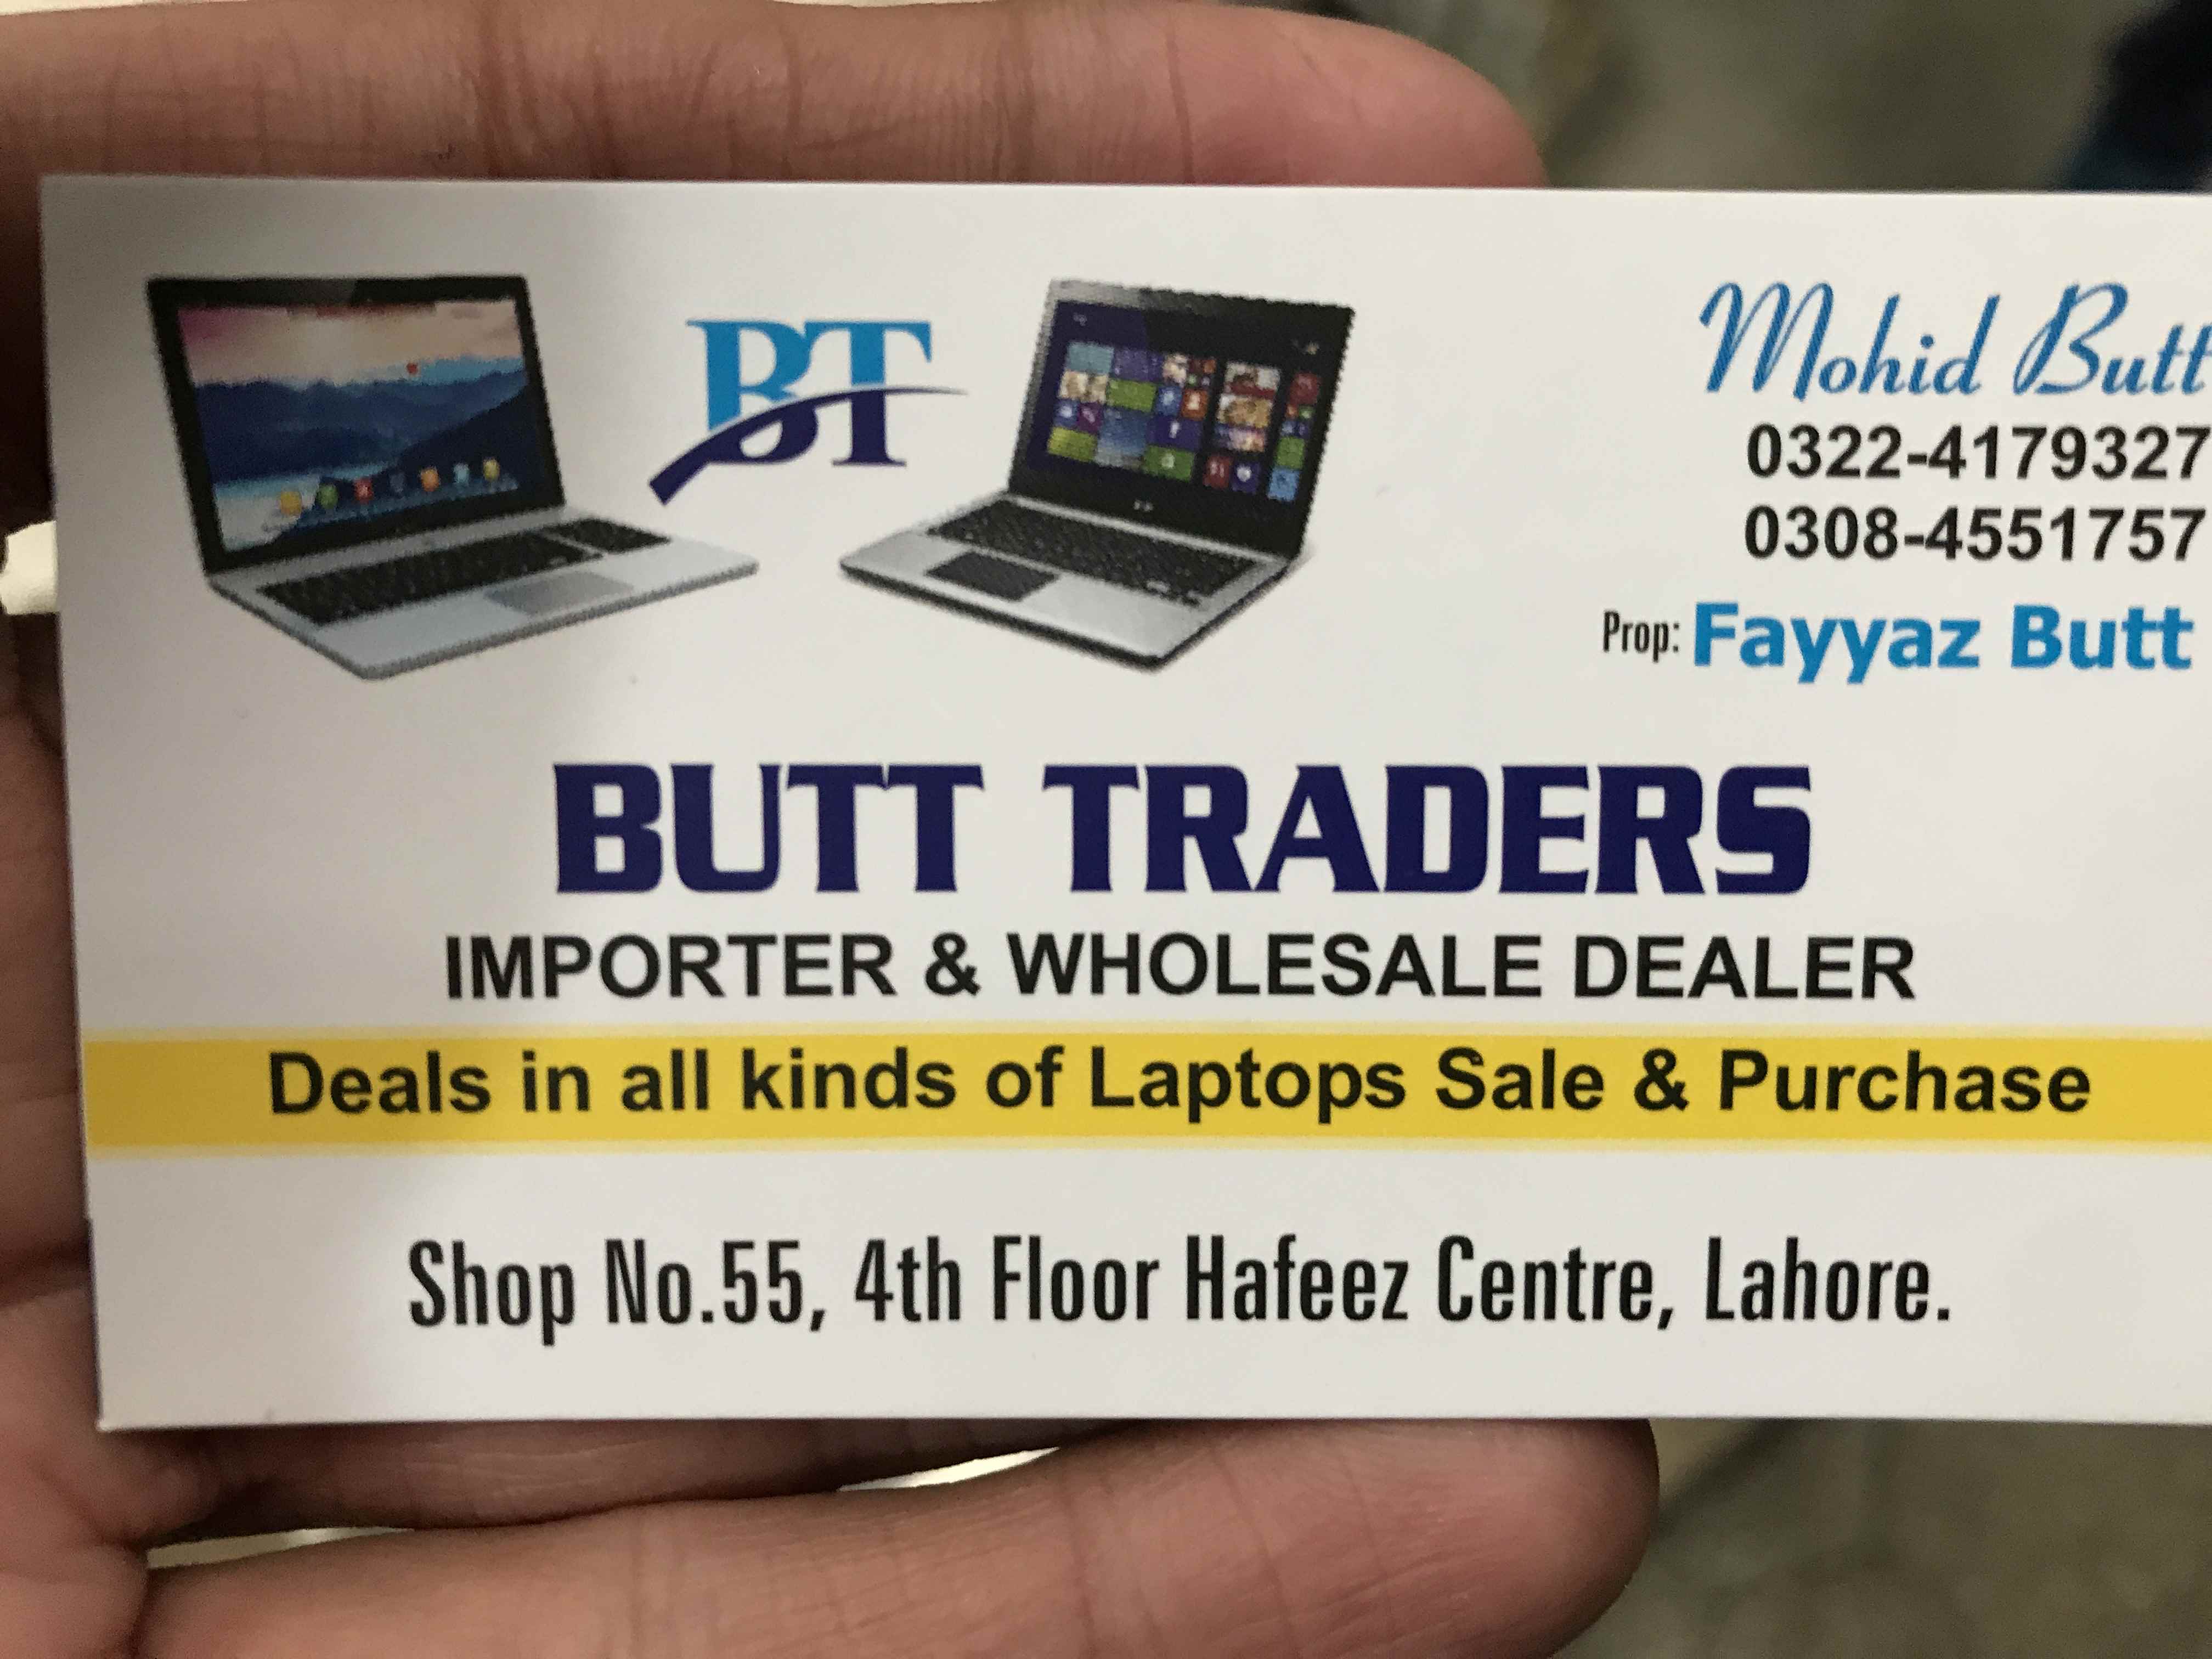 Mohid Butt
0322-4179327
0308-4551757
BT
Prop: Fayyaz Butt
BUTT TRADERS
IMPORTER & WHOLESALE DEALER
Deals in all kinds of Laptops Sale & Purchase
Shop No.55, 4th Floor Hafeez Centre, Lahore.